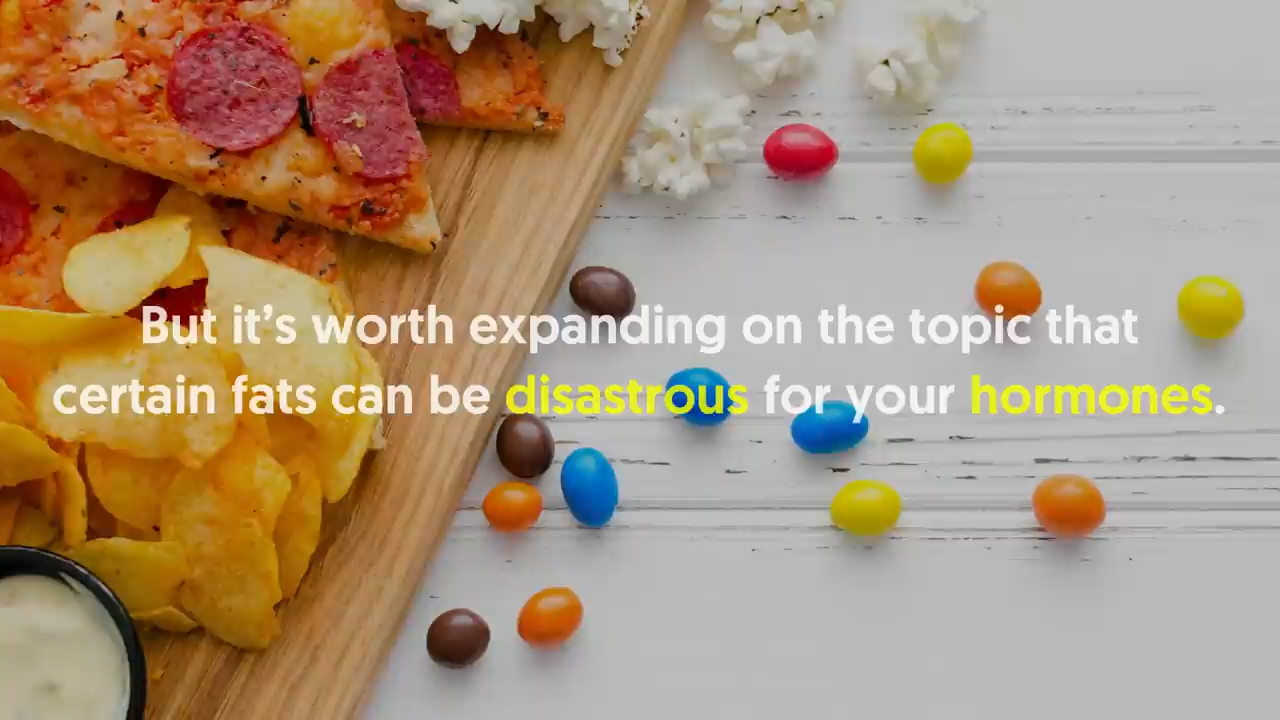 But it’s worth expanding on the topic that
certain fats can be disastrous for your hormones.